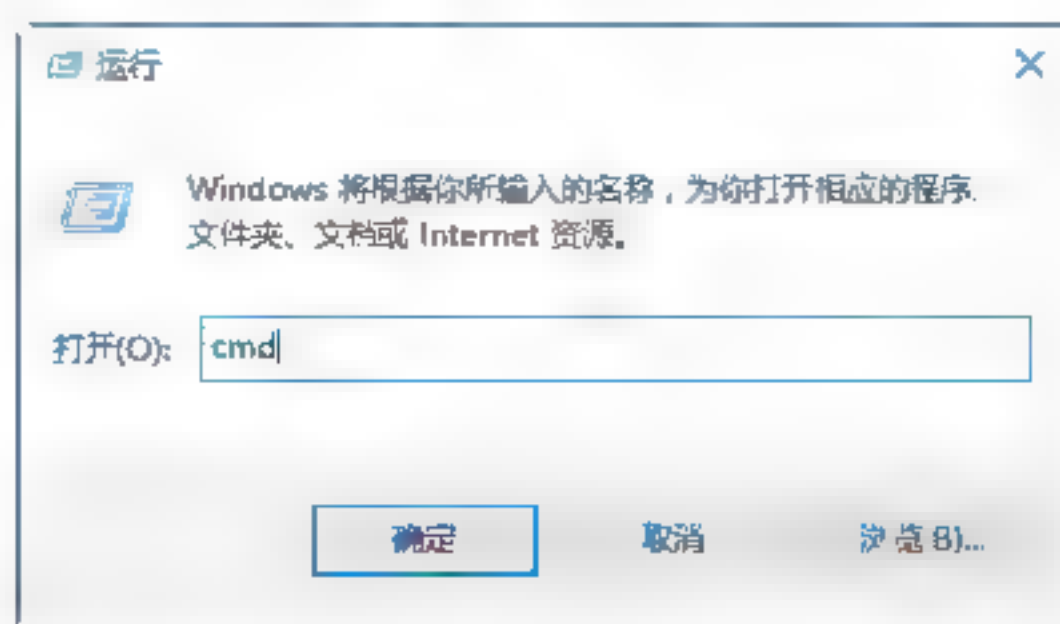 运行
Windows 将根据你所输入的名称，为你打开相应的程序、
文件夹、文档或 Internet 资源。
打开(O): cmd
确定 取消 浏览(B)...